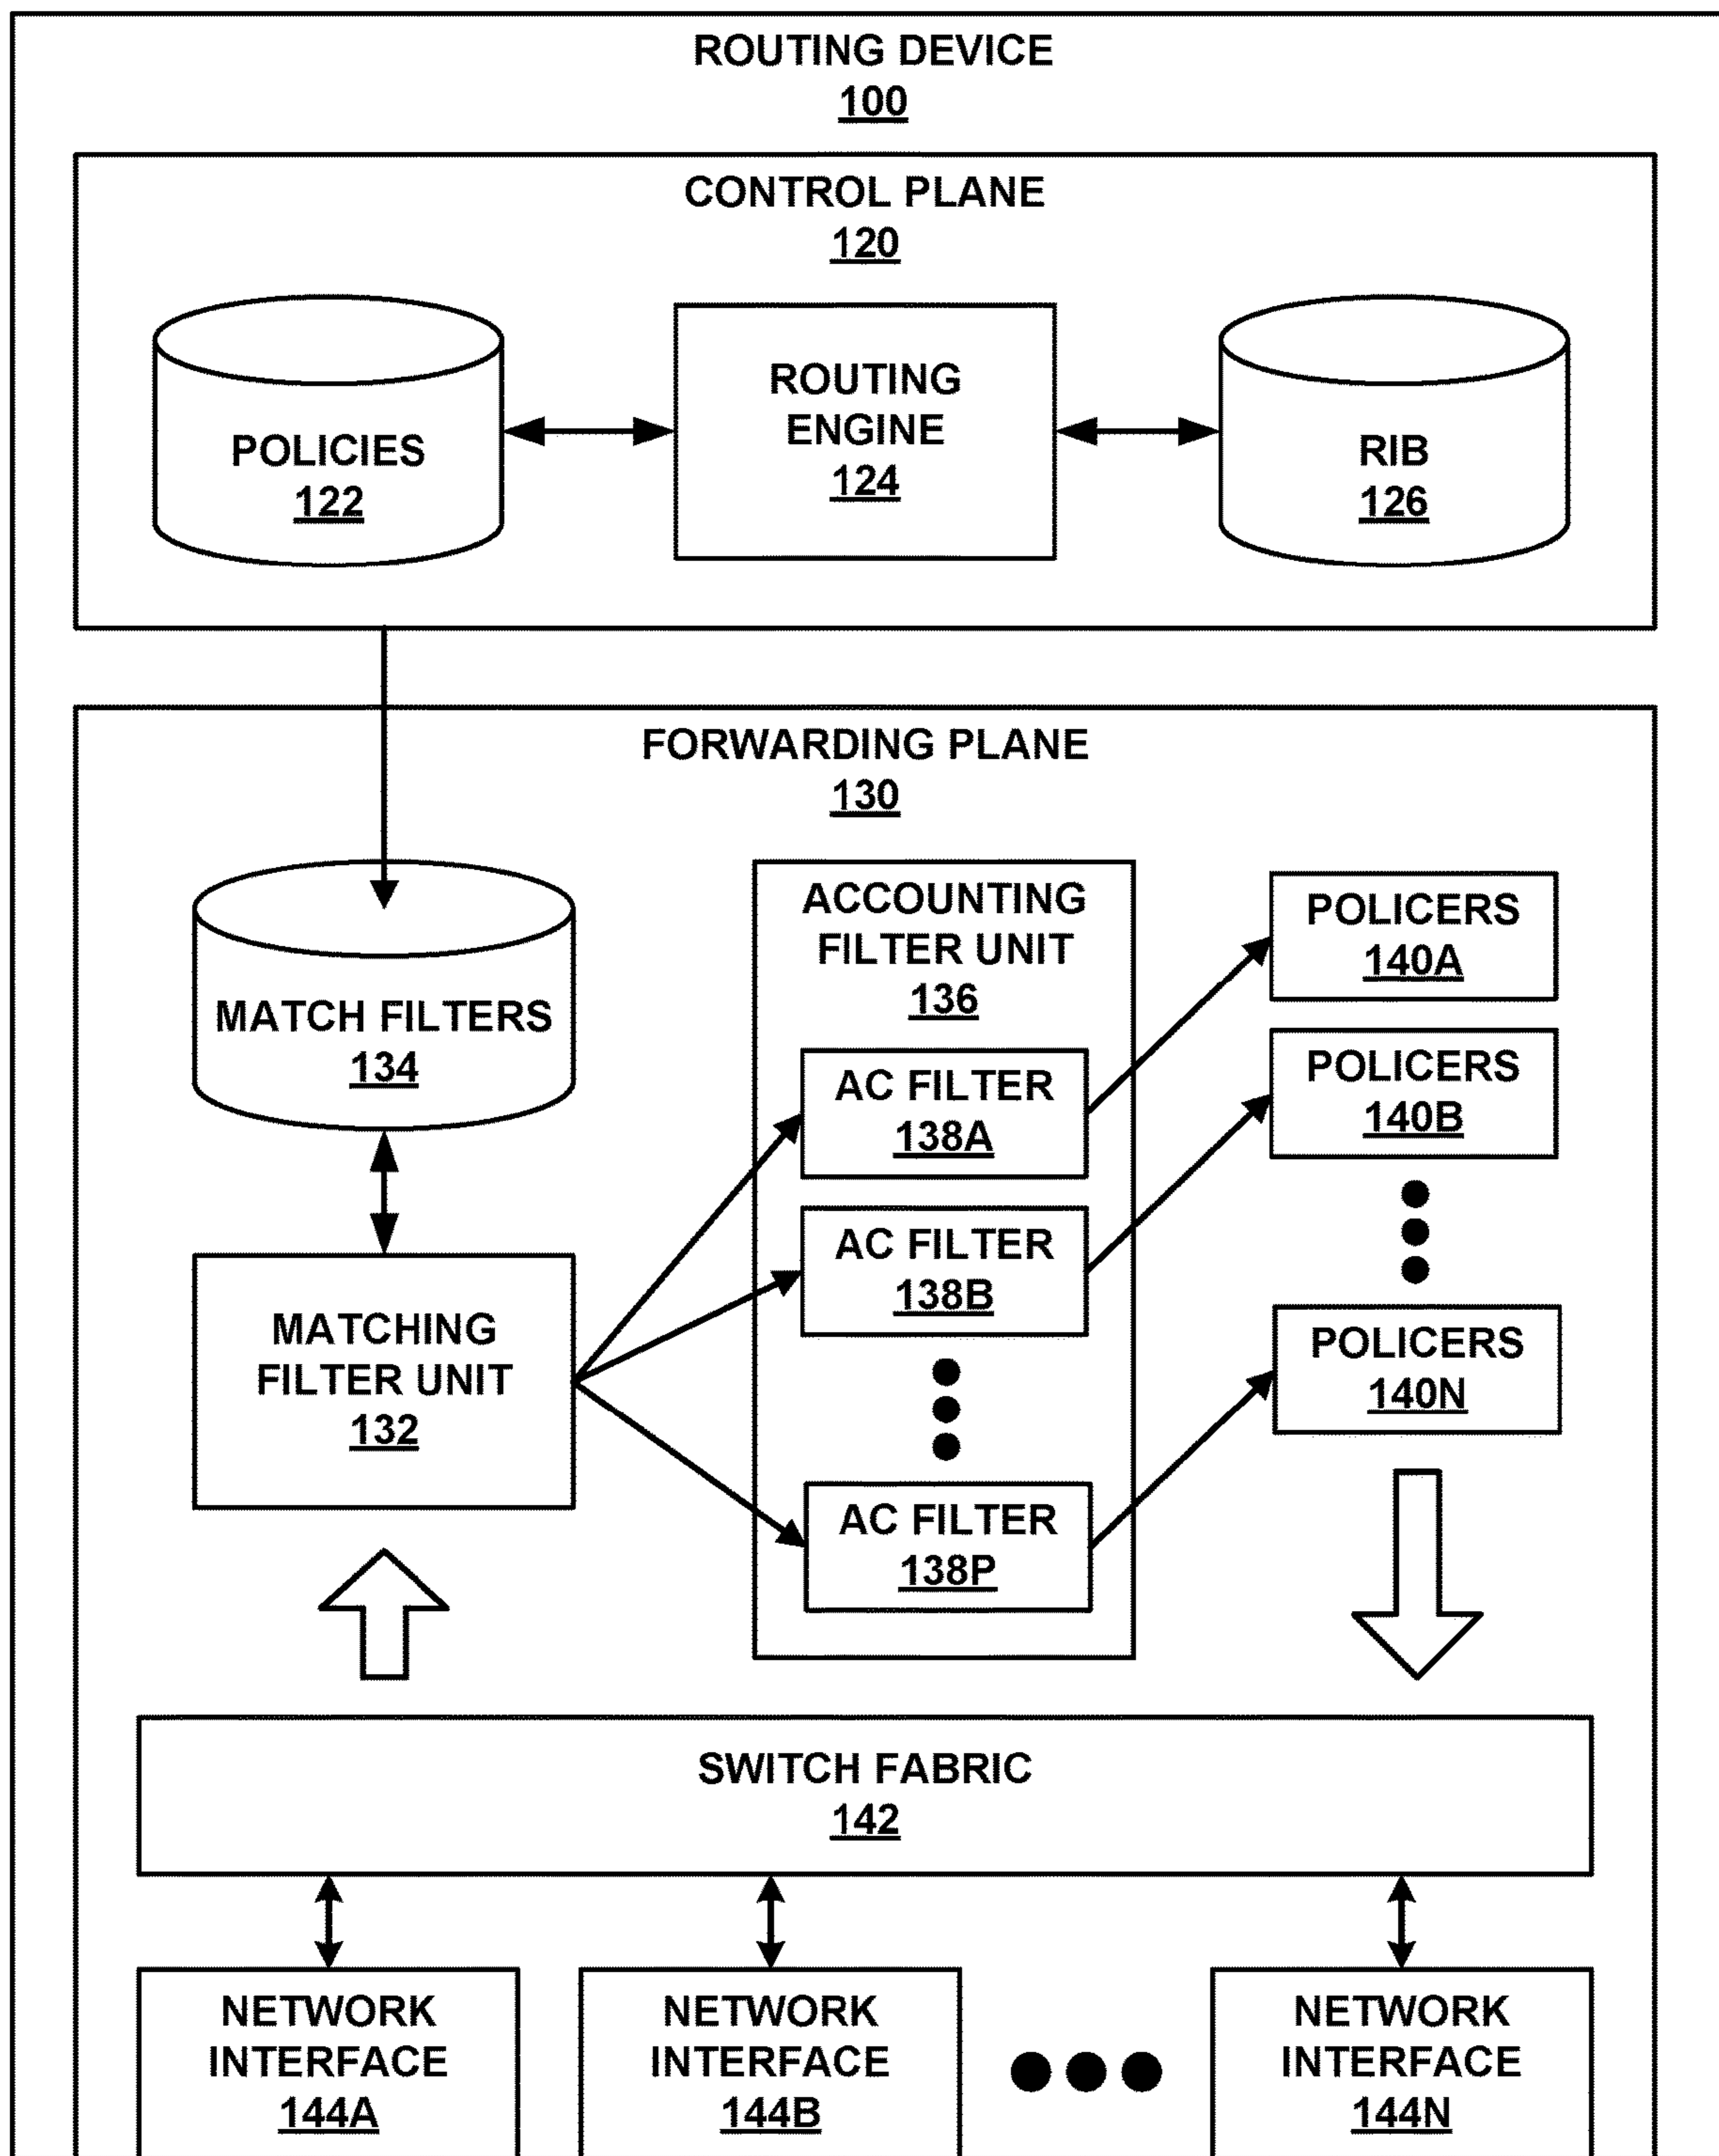 ROUTING DEVICE
100
CONTROL PLANE
120
POLICIES
122
ROUTING
ENGINE
124
RIB
126
FORWARDING PLANE
130
MATCH FILTERS
134
MATCHING
FILTER UNIT
132
ACCOUNTING
FILTER UNIT
136
AC FILTER
138A
AC FILTER
138B
AC FILTER
138P
POLICERS
140A
POLICERS
140B
POLICERS
140N
SWITCH FABRIC
142
NETWORK
INTERFACE
144A
NETWORK
INTERFACE
144B
NETWORK
INTERFACE
144N